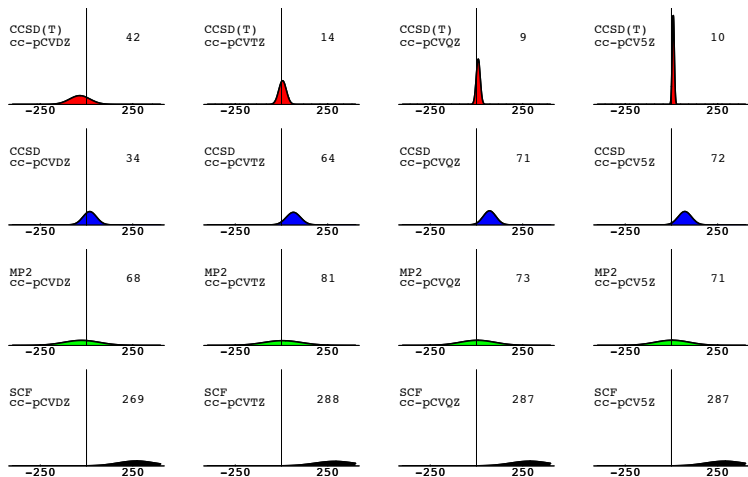 CCSD(T)
cc-pCVDZ
42
-250 250
CCSD(T)
cc-pCVTZ
14
-250 250
CCSD(T)
cc-pCVQZ
9
-250 250
CCSD(T)
cc-pCV5Z
10
-250 250
CCSD
cc-pCVDZ
34
-250 250
CCSD
cc-pCVTZ
64
-250 250
CCSD
cc-pCVQZ
71
-250 250
CCSD
cc-pCV5Z
72
-250 250
MP2
cc-pCVDZ
68
-250 250
MP2
cc-pCVTZ
81
-250 250
MP2
cc-pCVQZ
73
-250 250
MP2
cc-pCV5Z
71
-250 250
SCF
cc-pCVDZ
269
-250 250
SCF
cc-pCVTZ
288
-250 250
SCF
cc-pCVQZ
287
-250 250
SCF
cc-pCV5Z
287
-250 250